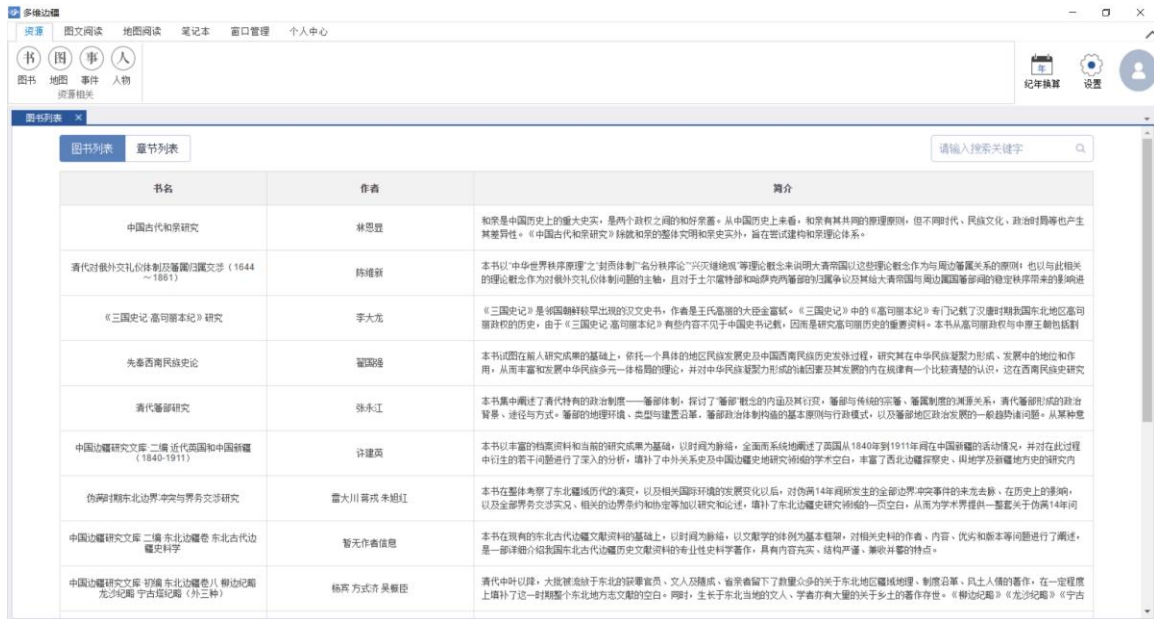 多维边疆
资源 图文阅读 地图阅读 笔记本 窗口管理 个人中心
书 图 事 人
图书 地图 事件 人物
资源相关
年
纪年换算 设置
图书列表 ×
图书列表 章节列表 请输入搜索关键字
书名 作者 简介
中国古代和亲研究 林恩显
和亲是中国历史上的重大史实，是两个政权之间的和好亲善。从中国历史上来看，和亲有其共同的原理原则，但不同时代、民族文化、政治时局等也产
生其差异性。《中国古代和亲研究》除就和亲的整体究明和亲史实外，旨在尝试建构和亲理论体系。
清代对俄外交礼仪体制及藩属归属交涉（1644
～1861）
陈维新
本书以“中华世界秩序原理”之“封贡体制”“名分秩序论”“兴灭继绝观”等理论概念来说明大清帝国以这些理论概念作为与周边藩属关系的原则；也以与此相关
的理论概念作为对俄外交礼仪体制问题的主轴，且对于土尔扈特部和哈萨克两藩部的归属争议及其给大清帝国与周边属国藩部间的稳定秩序带来的影响进
《三国史记 高句丽本纪》研究 李大龙
《三国史记》是邻国朝鲜较早出现的汉文史书，作者是王氏高丽的大臣金富轼。《三国史记》中的《高句丽本纪》专门记载了汉唐时期我国东北地区高句
丽政权的历史，由于《三国史记 高句丽本纪》有些内容不见于中国史书记载，因而是研究高句丽历史的重要资料。本书从高句丽政权与中原王朝包括割
先秦西南民族史论 翟国强
本书试图在前人研究成果的基础上，依托一个具体的地区民族发展史及中国西南民族历史发张过程，研究其在中华民族凝聚力形成、发展中的地位和作
用，从而丰富和发展中华民族多元一体格局的理论，并对中华民族凝聚力形成的诸因素及其发展的内在规律有一个比较清楚的认识，这在西南民族史研究
清代藩部研究 张永江
本书集中阐述了清代特有的政治制度——藩部体制，探讨了“藩部”概念的内涵及其衍变，藩部与传统的宗藩、藩属制度的渊源关系，清代藩部形成的政治
背景、途径与方式。藩部的地理环境、类型与建置沿革、藩部政治体制构造的基本原则与行政模式，以及藩部地区政治发展的一般趋势诸问题。从某种意
中国边疆研究文库·二编 近代英国和中国新疆
（1840-1911）
许建英
本书以丰富的档案资料和当前的研究成果为基础，以时间为脉络，全面而系统地阐述了英国从1840年到1911年间在中国新疆的活动情况，并对在此过程
中衍生的若干问题进行了深入的分析，填补了中外关系史及中国边疆史地研究领域的学术空白，丰富了西北边疆探察史、舆地学及新疆地方史的研究内
伪满时期东北边界冲突与界务交涉研究 蒋戎 朱姐红
本书在整体考察了东北疆域历代的演变，以及相关国际环境的发展变化以后，对伪满14年间所发生的全部边界冲突事件的来龙去脉、在历史上的影响，
以及全部界务交涉实况、相关的边界条约和协定等加以研究和论述，填补了东北边疆史研究领域的一页空白，从而为学术界提供一整套关于伪满14年间
中国边疆研究文库 二编 东北边疆卷 东北古代边
疆史料学
暂无作者信息
本书在现有的东北古代边疆文献资料的基础上，以时间为脉络，以文献学的体例为基本框架，对相关史料的作者、内容、优劣和版本等问题进行了阐述，
是一部详细介绍我国东北古代边疆历史文献资料的专业性史料学著作，具有内容充实、结构严谨、兼收并蓄的特点。
中国边疆研究文库·初编 东北边疆卷八 柳边纪略
龙沙纪略 宁古塔纪略（外三种）
杨宾 方式济 吴桭臣
清代中叶以降，大批被流放于东北的获罪官员、文人及随成、省亲者留下了数量众多的关于东北地区疆域地理、制度沿革、风土人情的著作，在一定程度
上填补了这一时期整个东北地方志文献的空白。同时，生长于东北当地的文人、学者亦有大量的关于乡土的著作存世。《柳边纪略》《龙沙纪略》《宁古